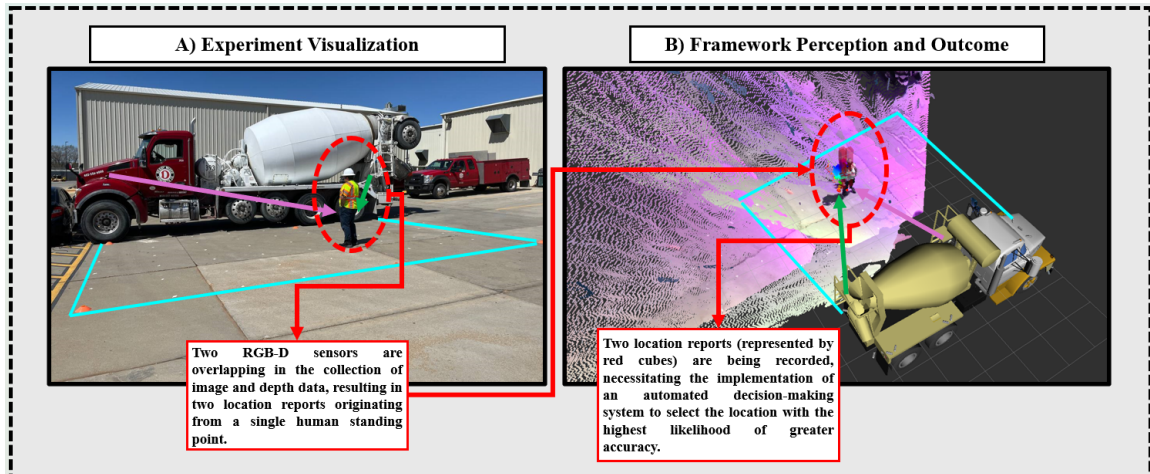 A) Experiment Visualization
B) Framework Perception and Outcome
Two RGB-D sensors are
overlapping in the collection of
image and depth data, resulting in
two location reports originating
from a single human standing
point.
Two location reports (represented by
red cubes) are being recorded,
necessitating the implementation of
an automated decision-making
system to select the location with the
highest likelihood of greater
accuracy.